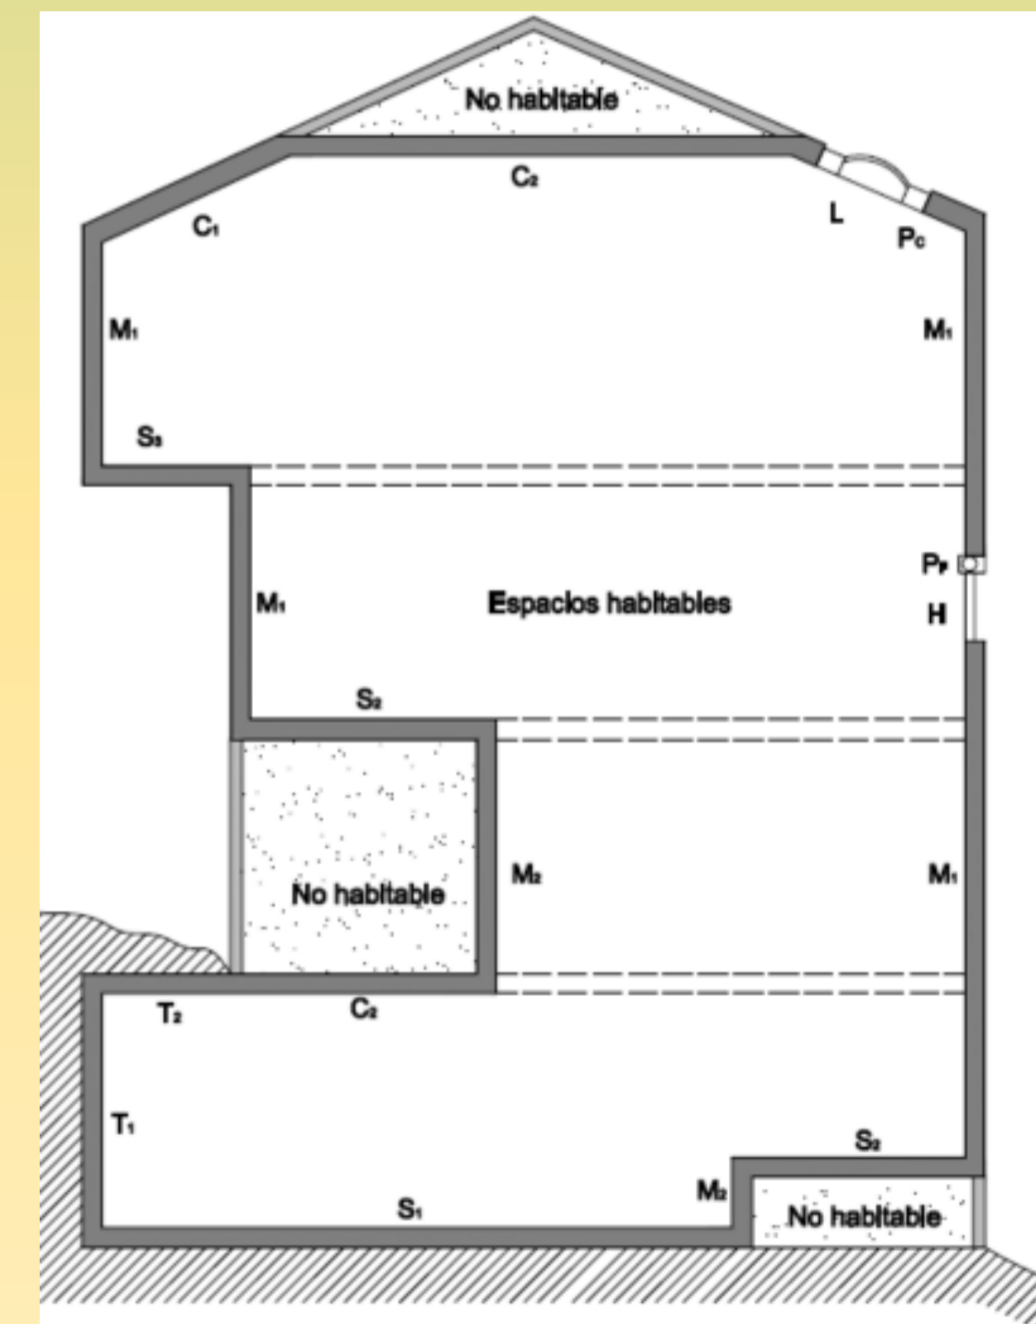 No habitable
C₂
C₁
L
Pc
M₁
M₁
S₃
PF
M₁
Espacios habitables
H
S₂
No habitable
M₂
M₁
T₂
C₂
T₁
S₂
M₂
S₁
No habitable